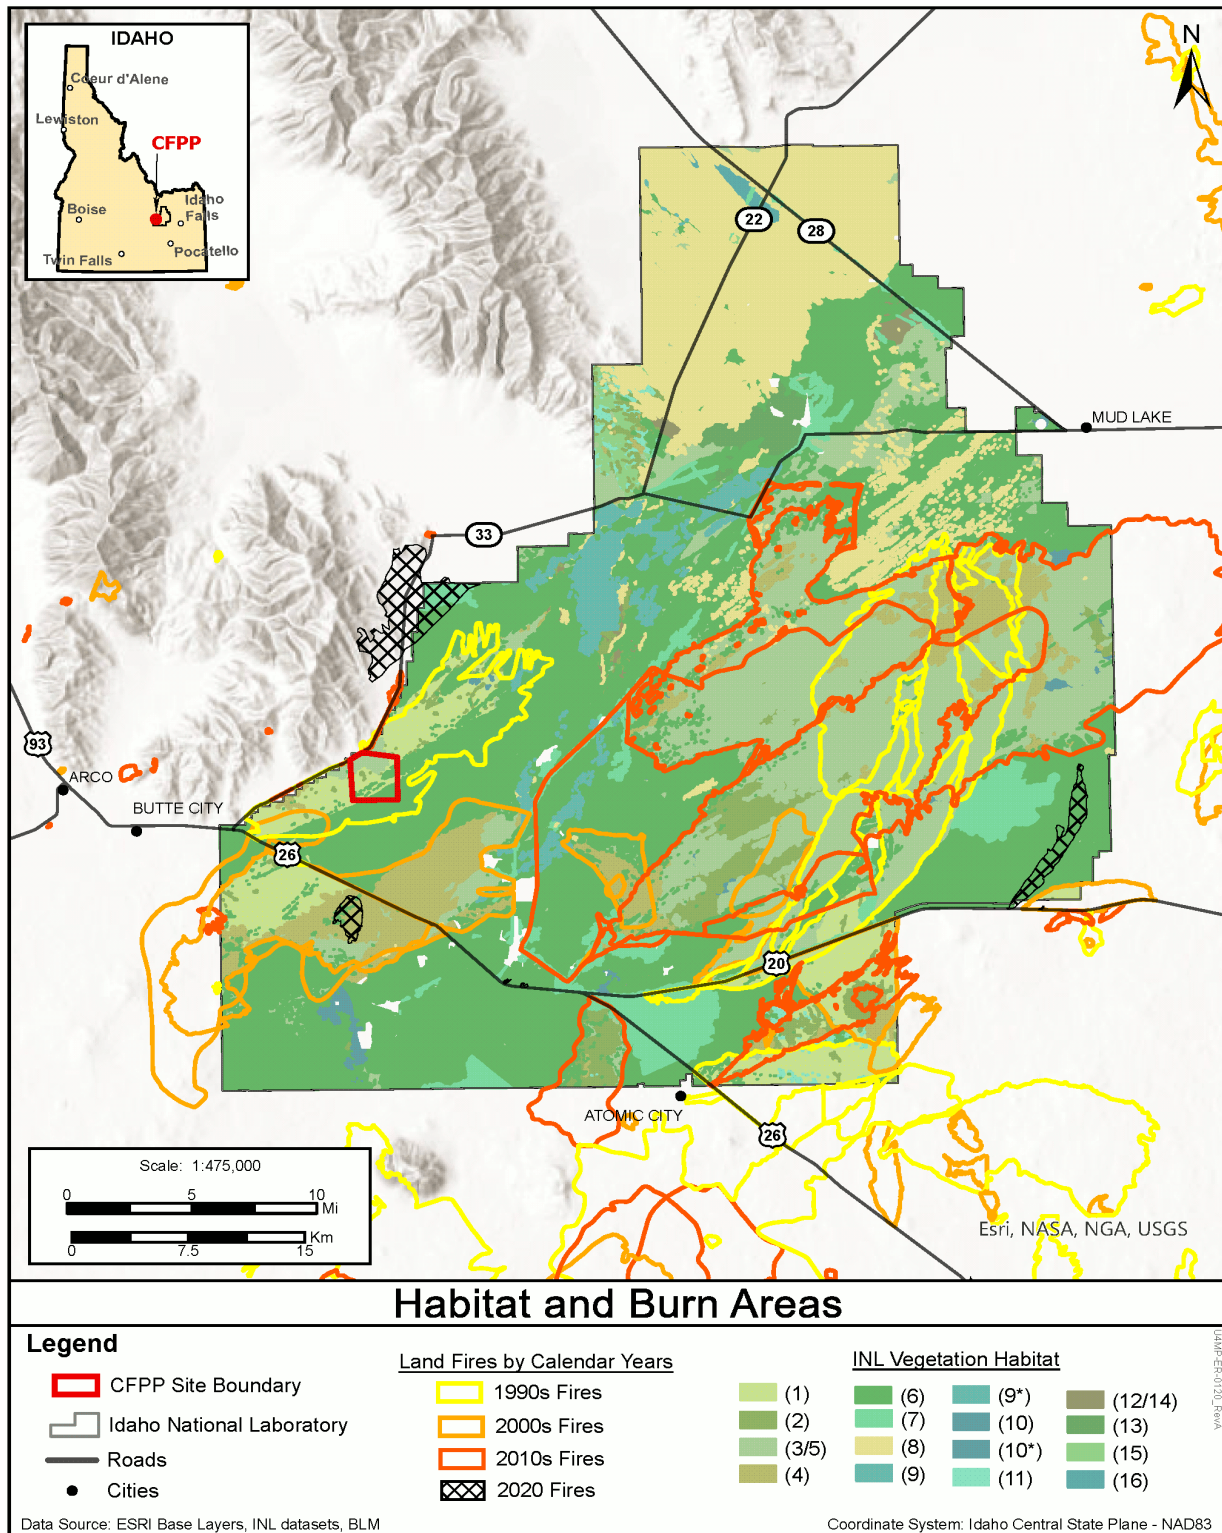 IDAHO
Coeur d'Alene
Lewiston
CFPP
Boise
Idaho
Falls
Twin Falls
Pocatello
N
22
28
MUD LAKE
33
93
ARCO
BUTTE CITY
26
20
ATOMIC CITY
26
Scale: 1:475,000
0 5 10
Mi
Km
0 7.5 15
Esri, NASA, NGA, USGS
Habitat and Burn Areas
Legend
CFPP Site Boundary
Idaho National Laboratory
Roads
Cities
Land Fires by Calendar Years
1990s Fires
2000s Fires
2010s Fires
2020 Fires
INL Vegetation Habitat
(1)
(2)
(3/5)
(4)
(6)
(7)
(8)
(9)
(9*)
(10)
(10*)
(11)
(12/14)
(13)
(15)
(16)
U4MP-ER-0120_RevA
Data Source: ESRI Base Layers, INL datasets, BLM
Coordinate System: Idaho Central State Plane - NAD83